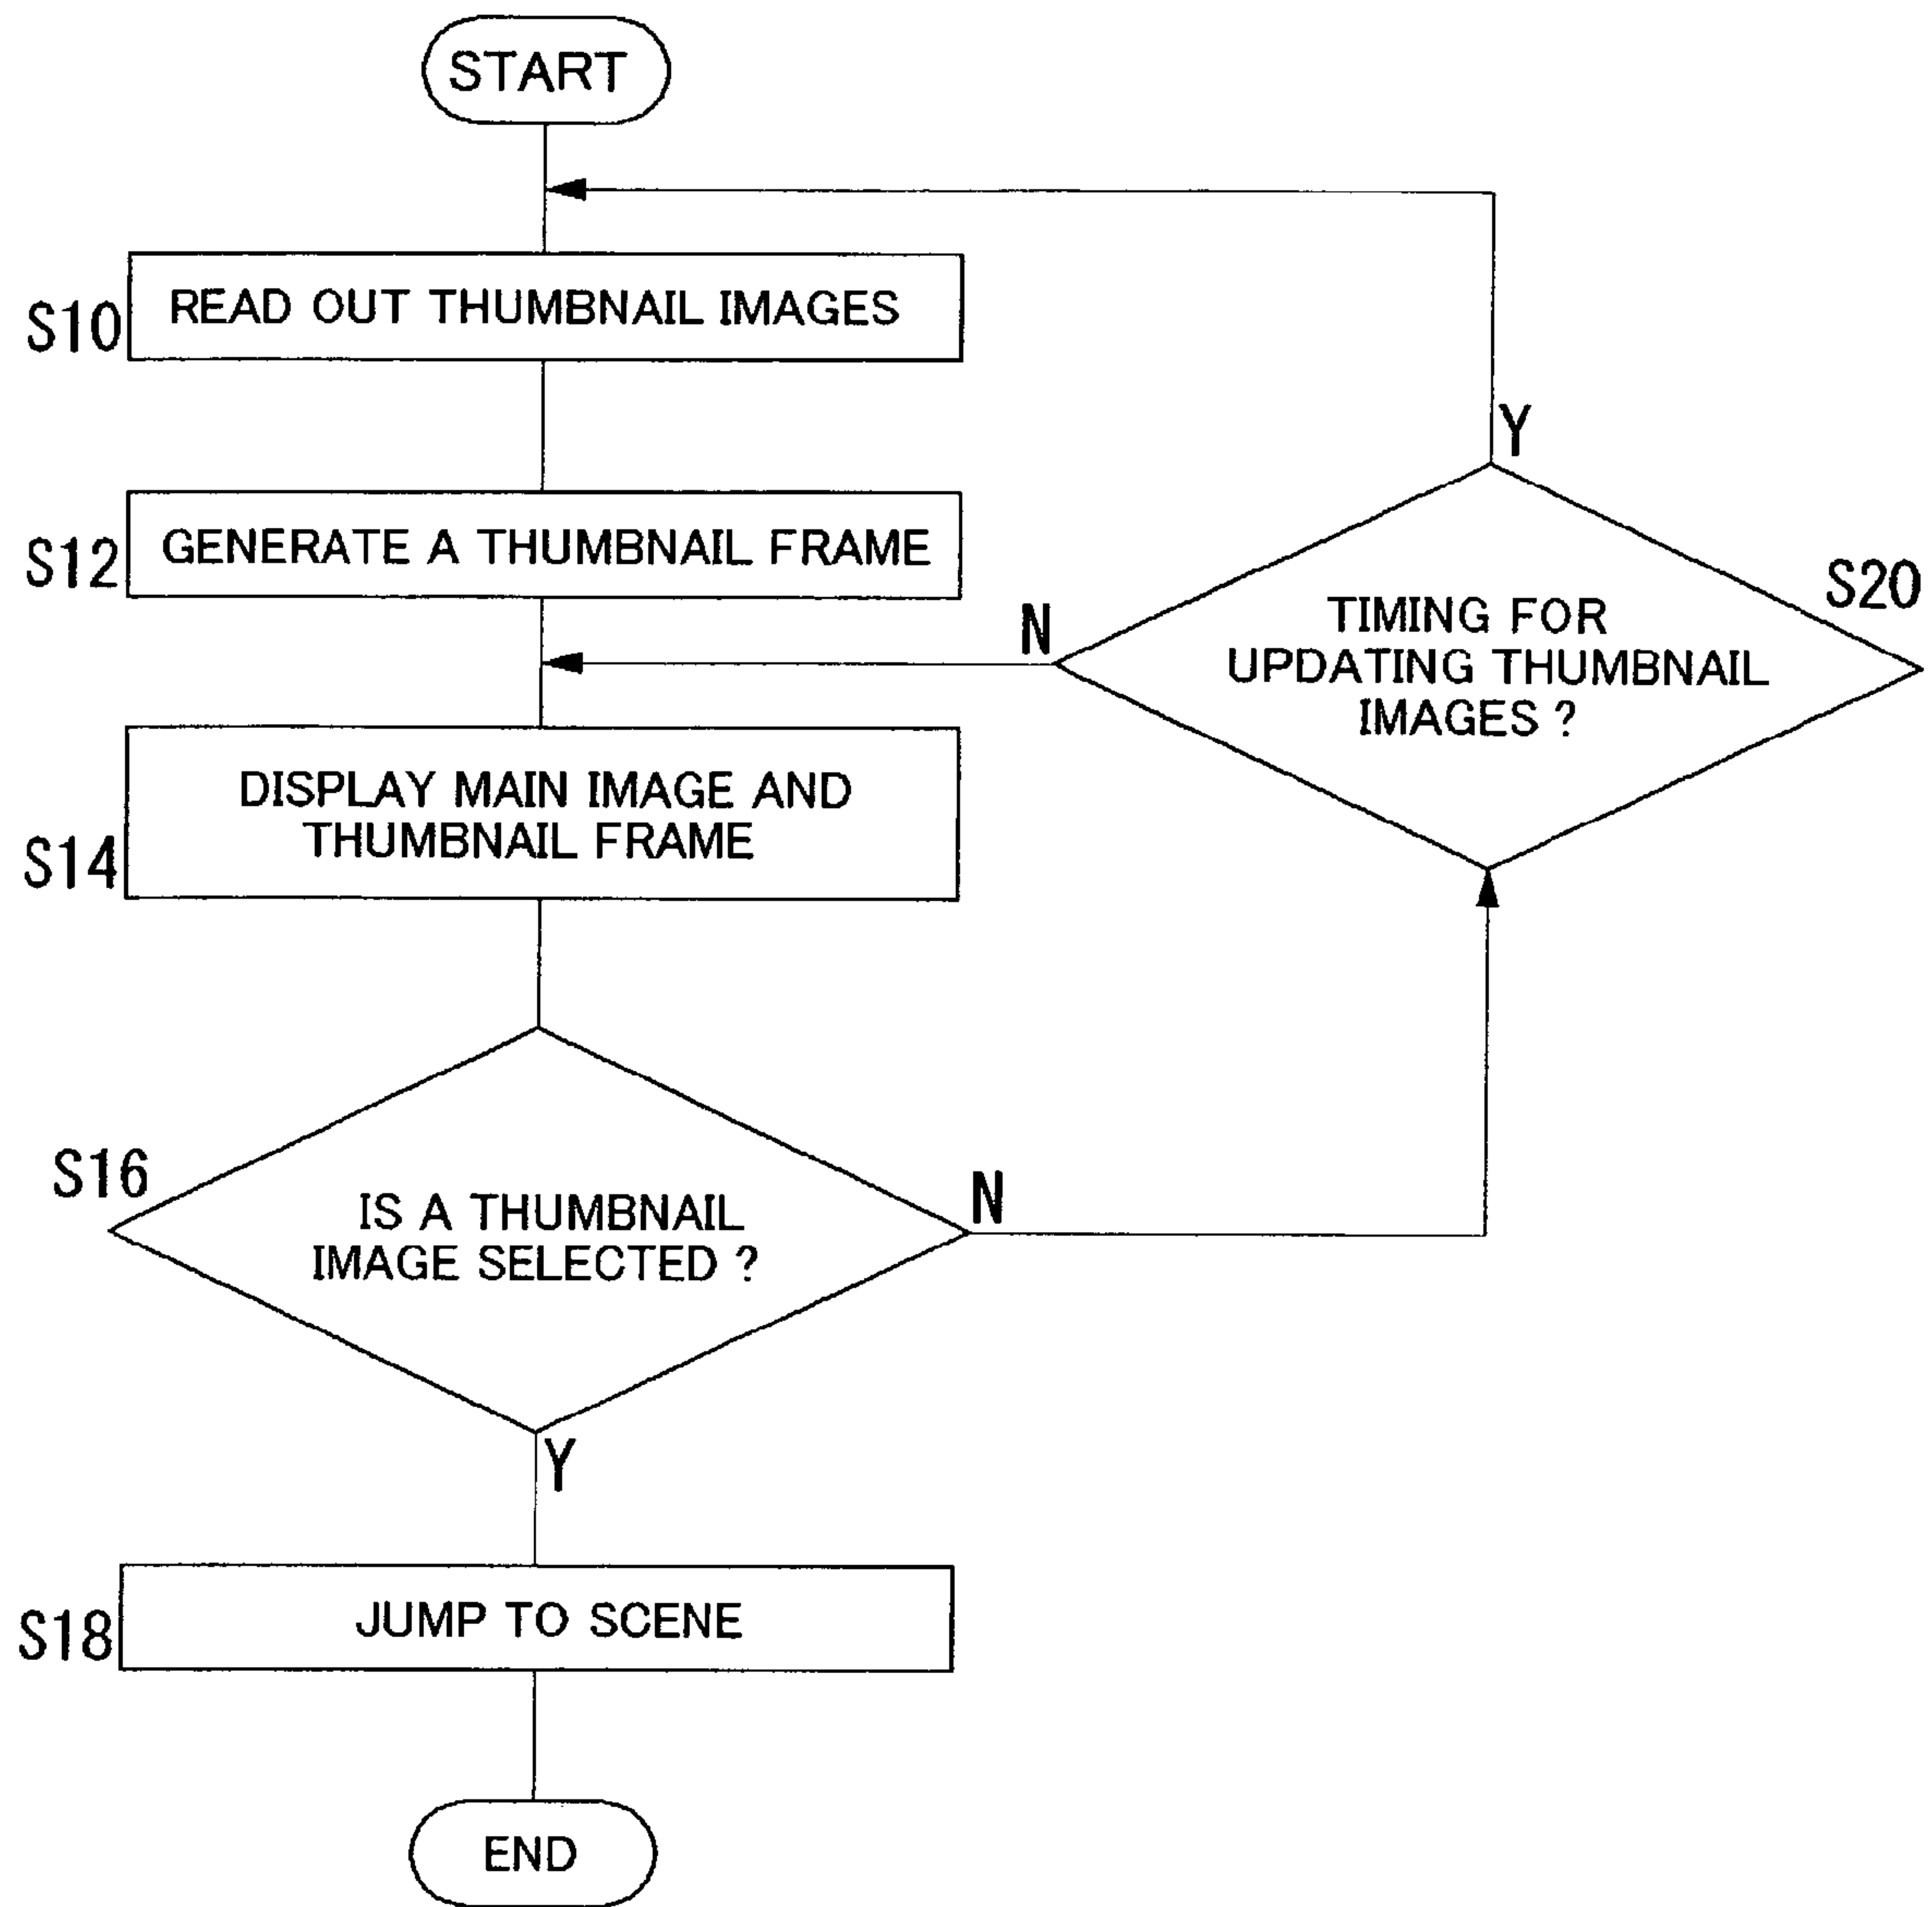 START
S10
READ OUT THUMBNAIL IMAGES
S12
GENERATE A THUMBNAIL FRAME
Y
S20
TIMING FOR
UPDATING THUMBNAIL
IMAGES ?
N
S14
DISPLAY MAIN IMAGE AND
THUMBNAIL FRAME
S16
IS A THUMBNAIL
IMAGE SELECTED ?
N
Y
S18
JUMP TO SCENE
END